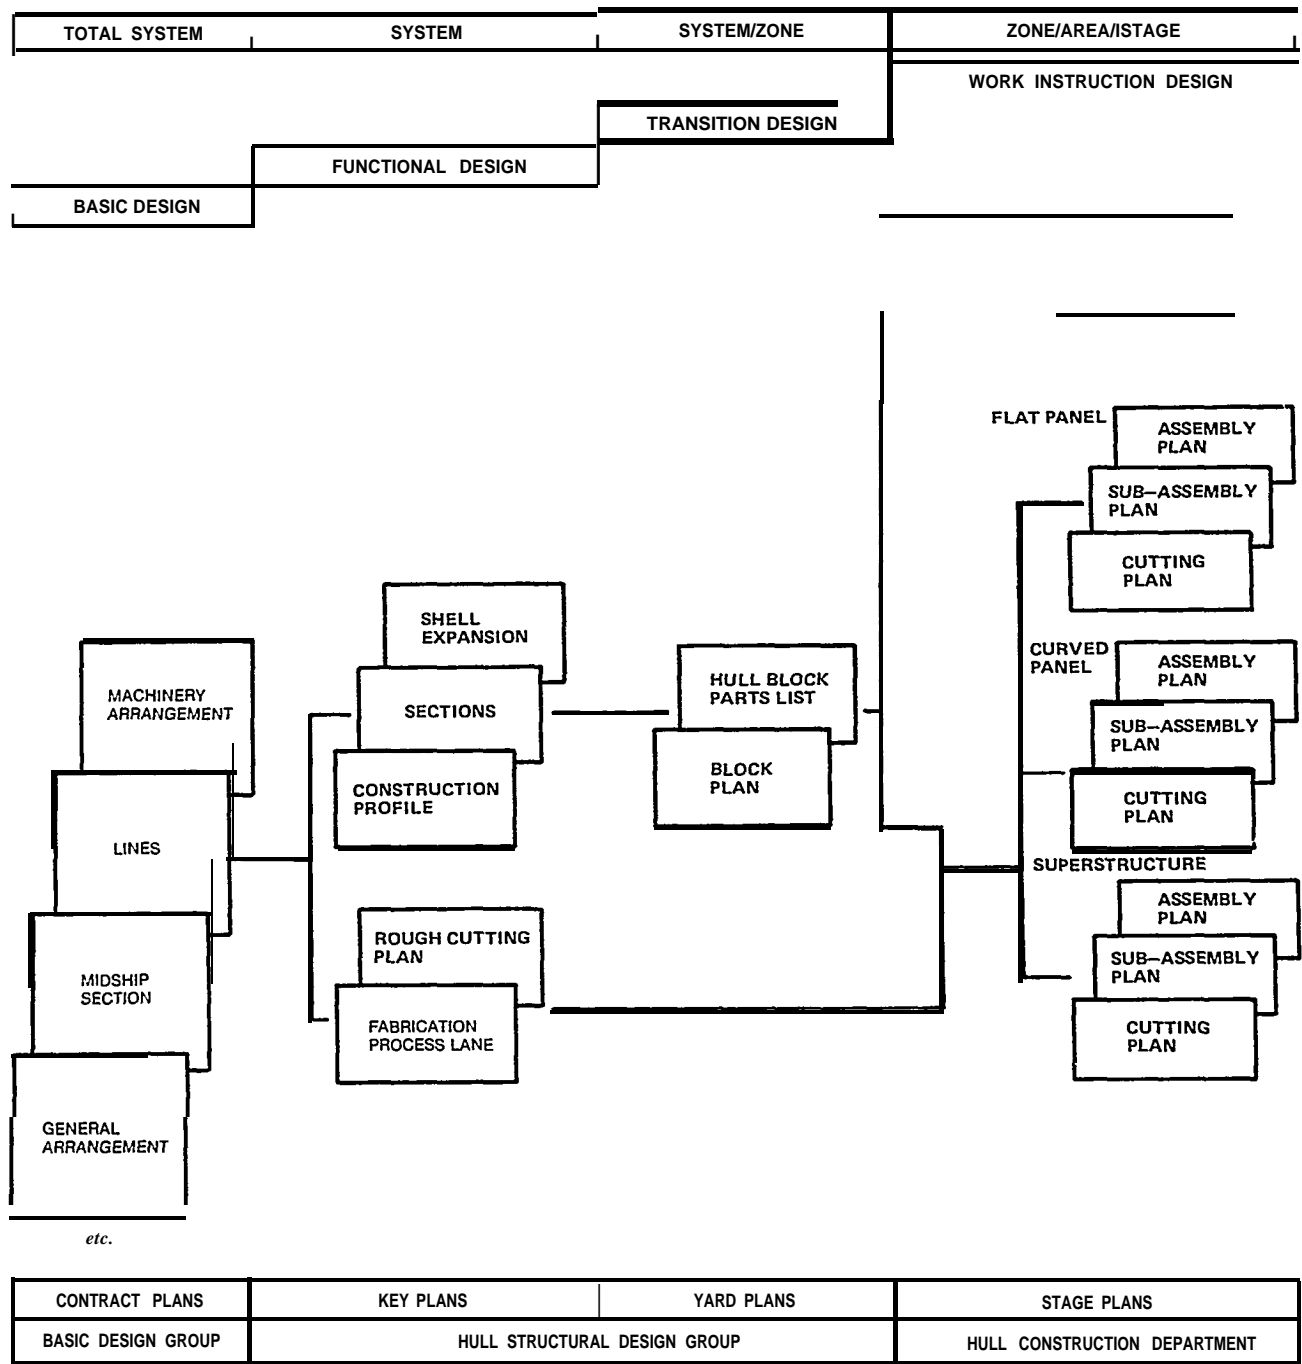 TOTAL SYSTEM
SYSTEM
SYSTEM/ZONE
ZONE/AREA/ISTAGE
WORK INSTRUCTION DESIGN
TRANSITION DESIGN
FUNCTIONAL DESIGN
BASIC DESIGN
MACHINERY
ARRANGEMENT
LINES
MIDSHIP
SECTION
GENERAL
ARRANGEMENT
etc.
SHELL
EXPANSION
SECTIONS
CONSTRUCTION
PROFILE
ROUGH CUTTING
PLAN
FABRICATION
PROCESS LANE
HULL BLOCK
PARTS LIST
BLOCK
PLAN
FLAT PANEL
ASSEMBLY
PLAN
SUB-ASSEMBLY
PLAN
CUTTING
PLAN
CURVED
PANEL
ASSEMBLY
PLAN
SUB-ASSEMBLY
PLAN
CUTTING
PLAN
SUPERSTRUCTURE
ASSEMBLY
PLAN
SUB-ASSEMBLY
PLAN
CUTTING
PLAN
CONTRACT PLANS
KEY PLANS
YARD PLANS
STAGE PLANS
BASIC DESIGN GROUP
HULL STRUCTURAL DESIGN GROUP
HULL CONSTRUCTION DEPARTMENT